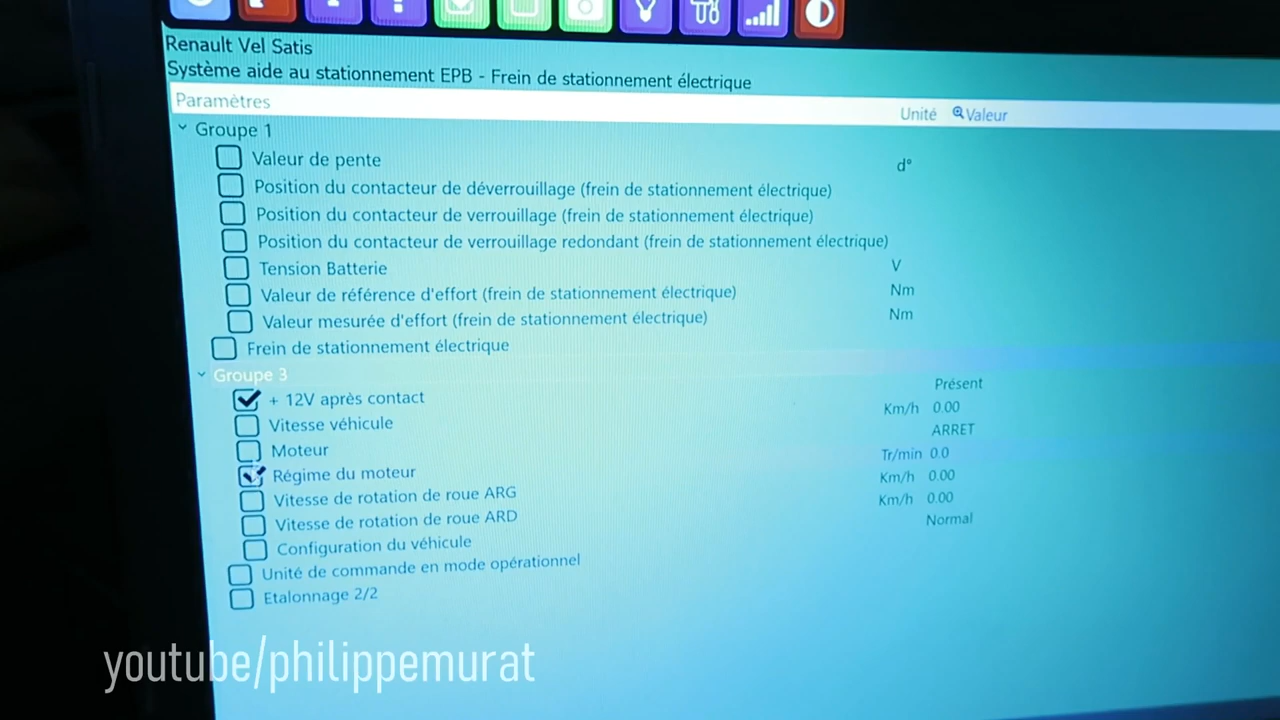 Renault Vel Satis
Système aide au stationnement EPB - Frein de stationnement électrique
Paramètres Unité Valeur
Groupe 1
Valeur de pente d°
Position du contacteur de déverrouillage (frein de stationnement électrique)
Position du contacteur de verrouillage (frein de stationnement électrique)
Position du contacteur de verrouillage redondant (frein de stationnement électrique)
Tension Batterie V
Valeur de référence d'effort (frein de stationnement électrique) Nm
Valeur mesurée d'effort (frein de stationnement électrique) Nm
Frein de stationnement électrique
Groupe 3
+ 12V après contact Présent
Vitesse véhicule Km/h 0.00
Moteur ARRET
Régime du moteur Tr/min 0.0
Vitesse de rotation de roue ARG Km/h 0.00
Vitesse de rotation de roue ARD Km/h 0.00
Configuration du véhicule Normal
Unité de commande en mode opérationnel
Etalonnage 2/2
youtube/philippemurat